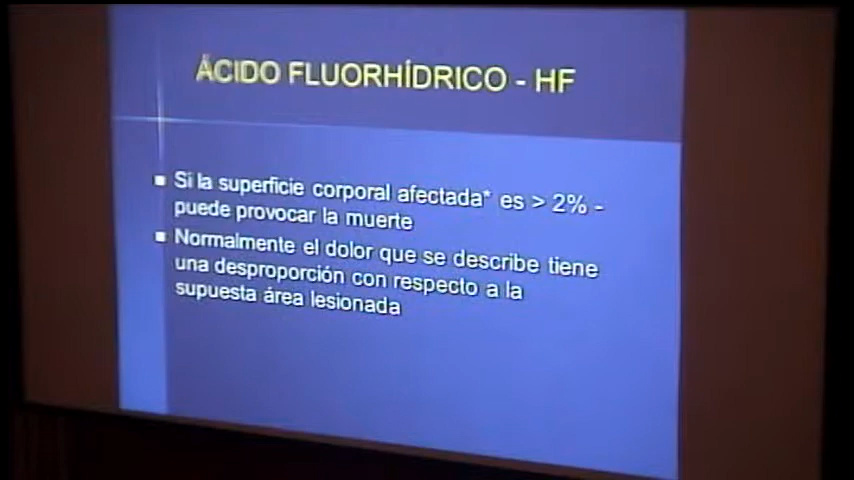 ÁCIDO FLUORHÍDRICO - HF
Si la superficie corporal afectada* es > 2% -
puede provocar la muerte
Normalmente el dolor que se describe tiene
una desproporción con respecto a la
supuesta área lesionada